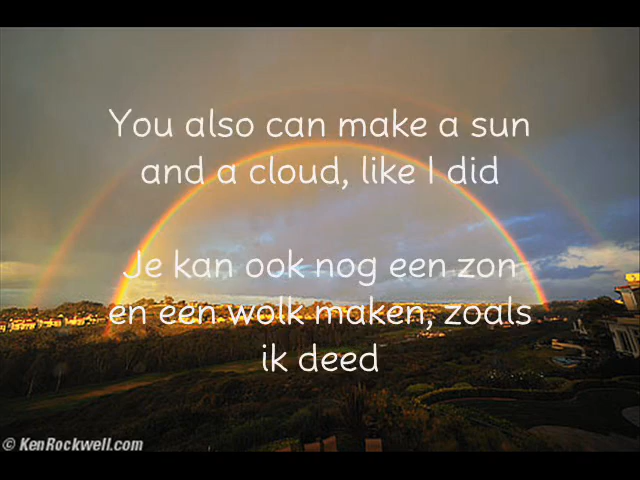 You also can make a sun
and a cloud, like I did
Je kan ook nog een zon
en een wolk maken, zoals
ik deed
© KenRockwell.com